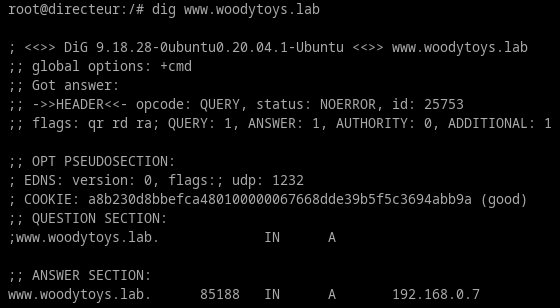 root@directeur:/# dig www.woodytoys.lab
; <<>> DiG 9.18.28-0ubuntu0.20.04.1-Ubuntu <<>> www.woodytoys.lab
;; global options: +cmd
;; Got answer:
;; ->>HEADER<<- opcode: QUERY, status: NOERROR, id: 25753
;; flags: qr rd ra; QUERY: 1, ANSWER: 1, AUTHORITY: 0, ADDITIONAL: 1
;; OPT PSEUDOSECTION:
; EDNS: version: 0, flags:; udp: 1232
; COOKIE: a8b230d8bbefca480100000067668dde39b5f5c3694abb9a (good)
;; QUESTION SECTION:
;www.woodytoys.lab. IN A
;; ANSWER SECTION:
www.woodytoys.lab. 85188 IN A 192.168.0.7